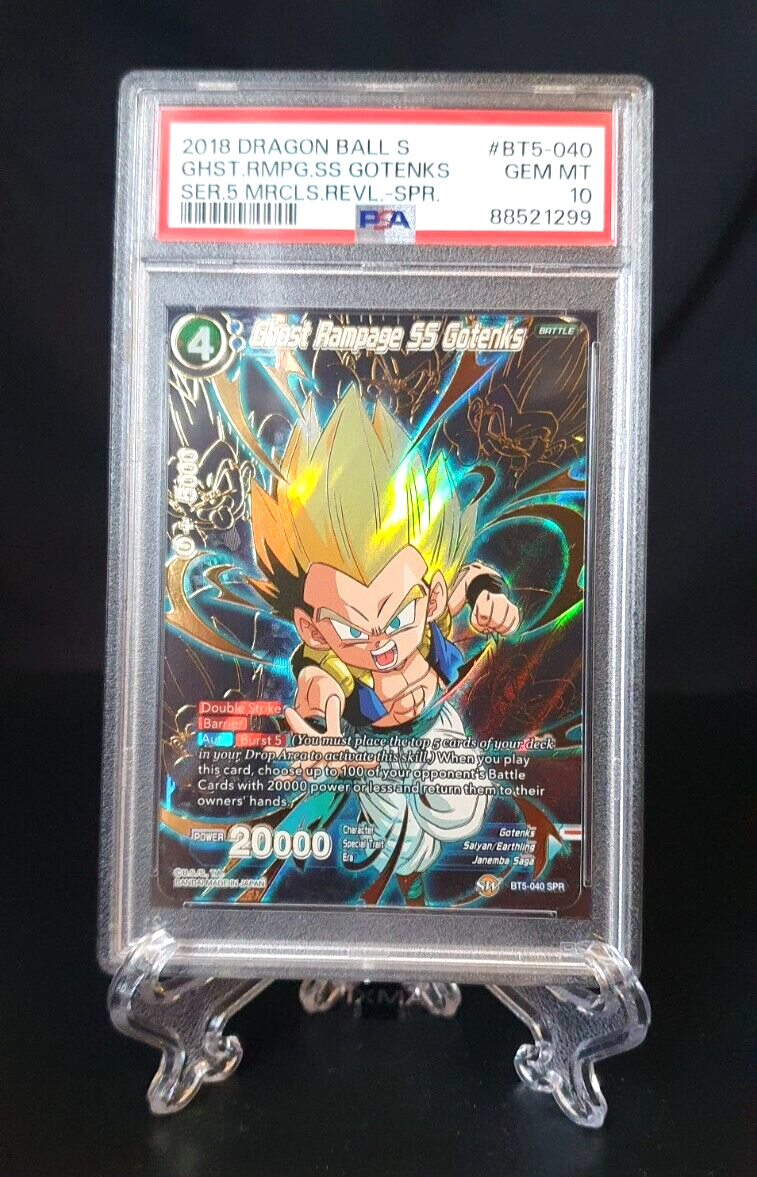 2018 DRAGON BALL S #BT5-040
GHST.RMPG.SS GOTENKS GEM MT
SER.5 MRCLS.REVL.-SPR. 10
PSA 88521299
4 Ghost Rampage SS Gotenks BATTLE
0 + 5000
Double Strike
Barrier
Auto Burst 5 (You must place the top 5 cards of your deck
in your Drop Area to activate this skill.) When you play
this card, choose up to 100 of your opponent's Battle
Cards with 20000 power or less and return them to their
owners' hands.
POWER 20000
Character Gotenks
Special Trait Saiyan/Earthling
Era Janemba Saga
©B.S./S., T.A.
BANDAI MADE IN JAPAN
SW BT5-040 SPR